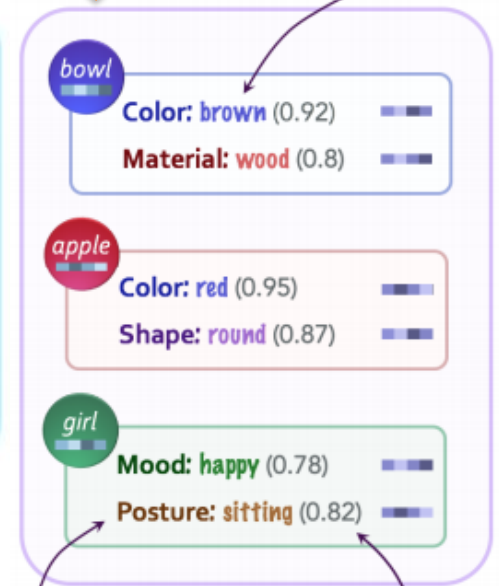 bowl
Color: brown (0.92)
Material: wood (0.8)
apple
Color: red (0.95)
Shape: round (0.87)
girl
Mood: happy (0.78)
Posture: sitting (0.82)